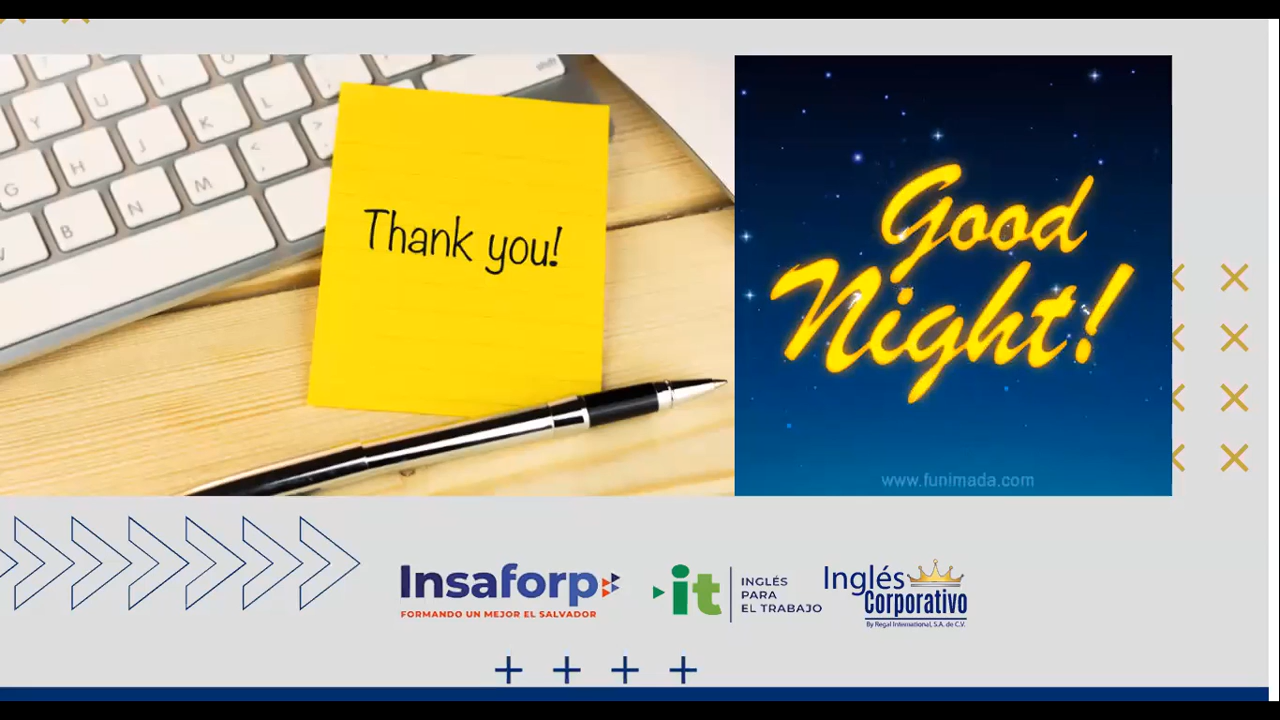 shift
Y
U
I
O
G
H
J
K
L
B
N
M
<
,
>
.
Thank you!
Good
Night!
www.funimada.com
Insaforp
FORMANDO UN MEJOR EL SALVADOR
it
INGLÉS
PARA
EL TRABAJO
Inglés
Corporativo
By Regal International, S.A. de C.V.